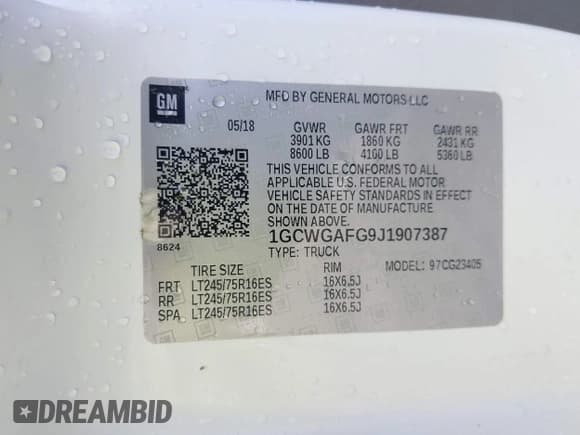 GM
MFD BY GENERAL MOTORS LLC
05/18 GVWR GAWR FRT GAWR RR
3901 KG 1860 KG 2431 KG
8600 LB 4100 LB 5360 LB
THIS VEHICLE CONFORMS TO ALL
APPLICABLE U.S. FEDERAL MOTOR
VEHICLE SAFETY STANDARDS IN EFFECT
ON THE DATE OF MANUFACTURE
SHOWN ABOVE.
8624 1GCWGAFG9J1907387
TYPE: TRUCK MODEL: 97CG23405
TIRE SIZE RIM
FRT LT245/75R16ES 16X6.5J
RR LT245/75R16ES 16X6.5J
SPA LT245/75R16ES 16X6.5J
DREAMBID